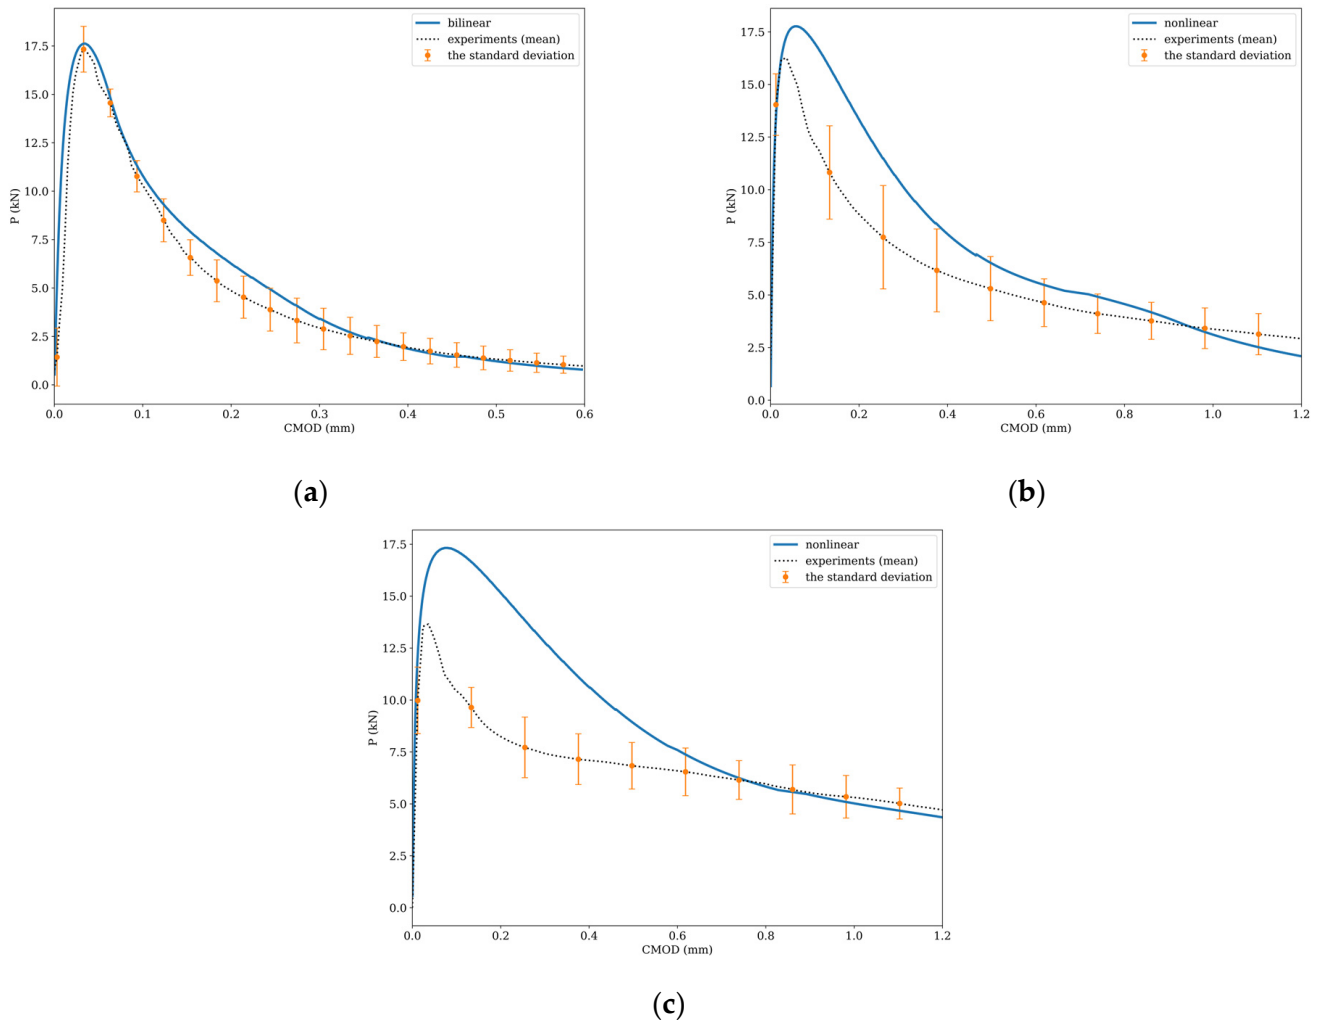 bilinear
experiments (mean)
the standard deviation
17.5
15.0
12.5
10.0
7.5
5.0
2.5
0.0
P (kN)
0.0 0.1 0.2 0.3 0.4 0.5 0.6
CMOD (mm)
(a)
nonlinear
experiments (mean)
the standard deviation
17.5
15.0
12.5
10.0
7.5
5.0
2.5
0.0
P (kN)
0.0 0.2 0.4 0.6 0.8 1.0 1.2
CMOD (mm)
(b)
nonlinear
experiments (mean)
the standard deviation
17.5
15.0
12.5
10.0
7.5
5.0
2.5
0.0
P (kN)
0.0 0.2 0.4 0.6 0.8 1.0 1.2
CMOD (mm)
(c)